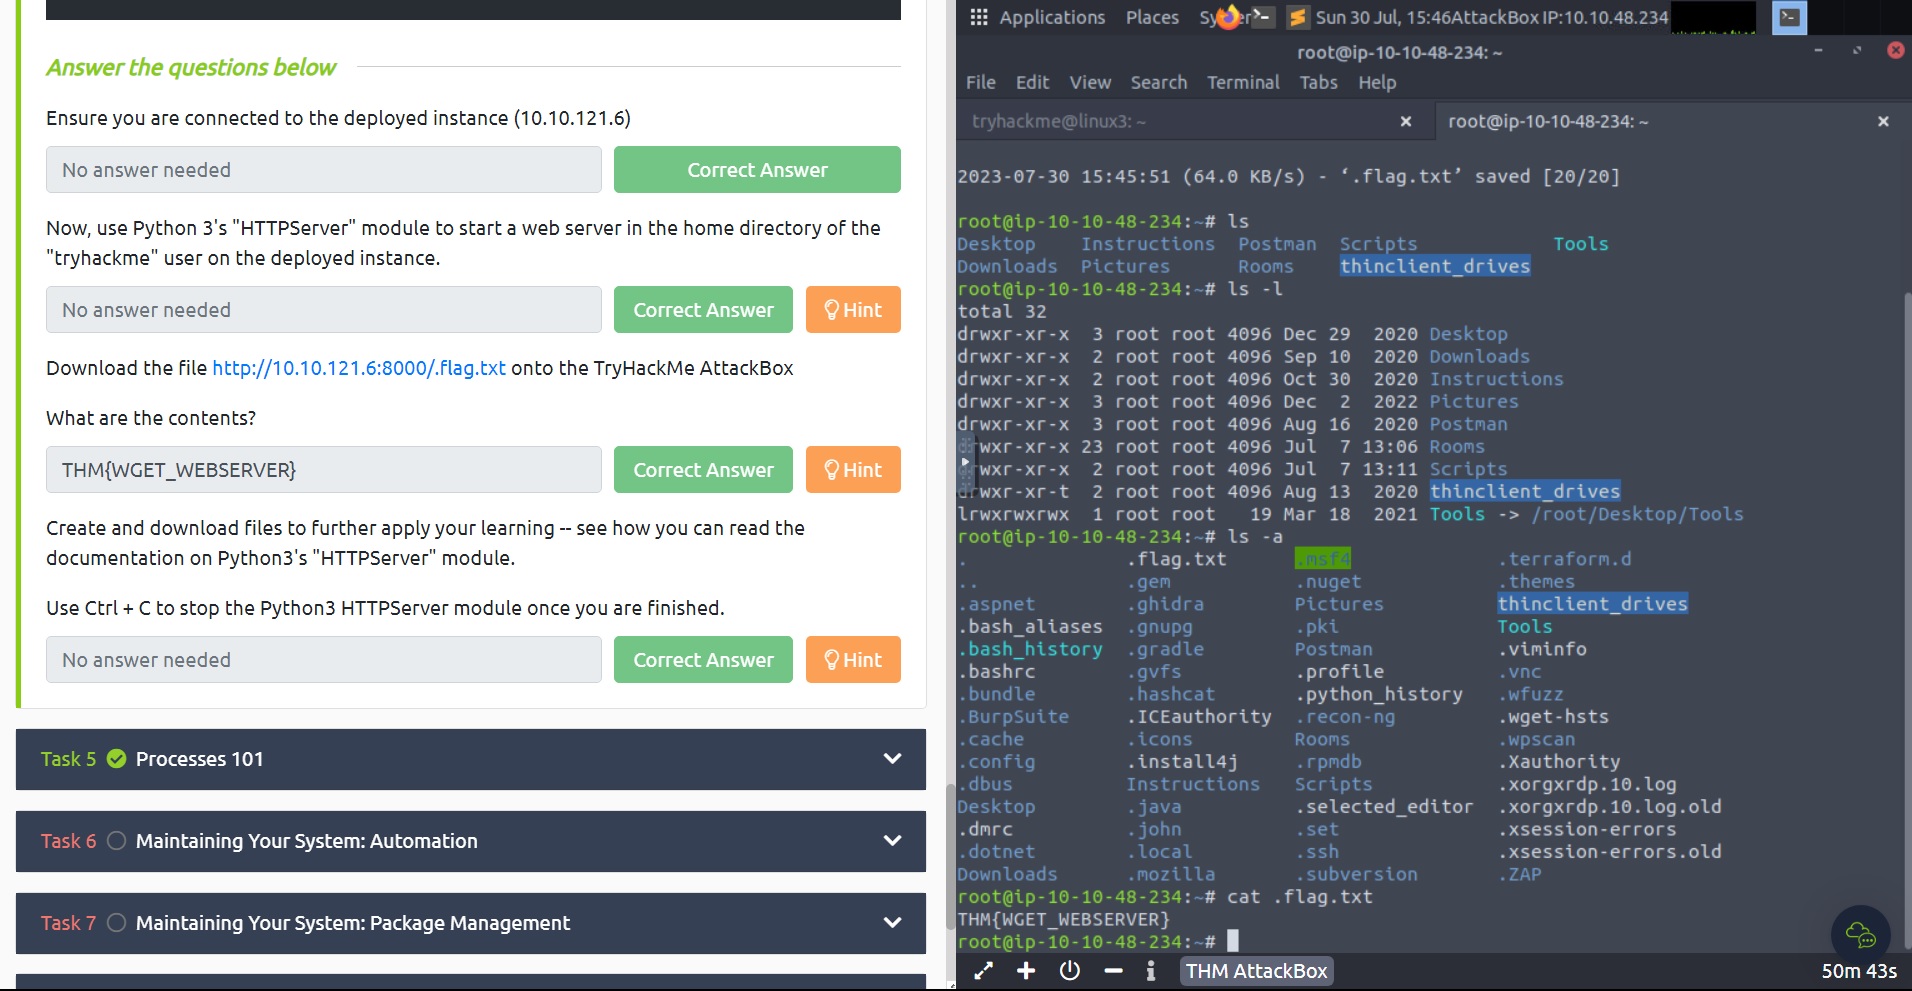 Answer the questions below
Ensure you are connected to the deployed instance (10.10.121.6)
No answer needed
Correct Answer
Now, use Python 3's "HTTPServer" module to start a web server in the home directory of the
"tryhackme" user on the deployed instance.
No answer needed
Correct Answer
Hint
Download the file http://10.10.121.6:8000/.flag.txt onto the TryHackMe AttackBox
What are the contents?
THM{WGET_WEBSERVER}
Correct Answer
Hint
Create and download files to further apply your learning -- see how you can read the
documentation on Python3's "HTTPServer" module.
Use Ctrl + C to stop the Python3 HTTPServer module once you are finished.
No answer needed
Correct Answer
Hint
Task 5 Processes 101
Task 6 Maintaining Your System: Automation
Task 7 Maintaining Your System: Package Management
Applications Places Sun 30 Jul, 15:46 AttackBox IP:10.10.48.234
root@ip-10-10-48-234: ~
File Edit View Search Terminal Tabs Help
tryhackme@linux3: ~
root@ip-10-10-48-234: ~
2023-07-30 15:45:51 (64.0 KB/s) - ‘.flag.txt’ saved [20/20]
root@ip-10-10-48-234:~# ls
Desktop Instructions Postman Scripts Tools
Downloads Pictures Rooms thinclient_drives
root@ip-10-10-48-234:~# ls -l
total 32
drwxr-xr-x 3 root root 4096 Dec 29 2020 Desktop
drwxr-xr-x 2 root root 4096 Sep 10 2020 Downloads
drwxr-xr-x 2 root root 4096 Oct 30 2020 Instructions
drwxr-xr-x 3 root root 4096 Dec 2 2022 Pictures
drwxr-xr-x 3 root root 4096 Aug 16 2020 Postman
drwxr-xr-x 23 root root 4096 Jul 7 13:06 Rooms
drwxr-xr-x 2 root root 4096 Jul 7 13:11 Scripts
drwxr-xr-t 2 root root 4096 Aug 13 2020 thinclient_drives
lrwxrwxrwx 1 root root 19 Mar 18 2021 Tools -> /root/Desktop/Tools
root@ip-10-10-48-234:~# ls -a
. .flag.txt .msf4 .terraform.d
.. .gem .nuget .themes
.aspnet .ghidra Pictures thinclient_drives
.bash_aliases .gnupg .pki Tools
.bash_history .gradle Postman .viminfo
.bashrc .gvfs .profile .vnc
.bundle .hashcat .python_history .wfuzz
.BurpSuite .ICEauthority .recon-ng .wget-hsts
.cache .icons Rooms .wpscan
.config .install4j .rpmdb .Xauthority
.dbus Instructions Scripts .xorgxrdp.10.log
Desktop .java .selected_editor .xorgxrdp.10.log.old
.dmrc .john .set .xsession-errors
.dotnet .local .ssh .xsession-errors.old
Downloads .mozilla .subversion .ZAP
root@ip-10-10-48-234:~# cat .flag.txt
THM{WGET_WEBSERVER}
root@ip-10-10-48-234:~#
THM AttackBox
50m 43s